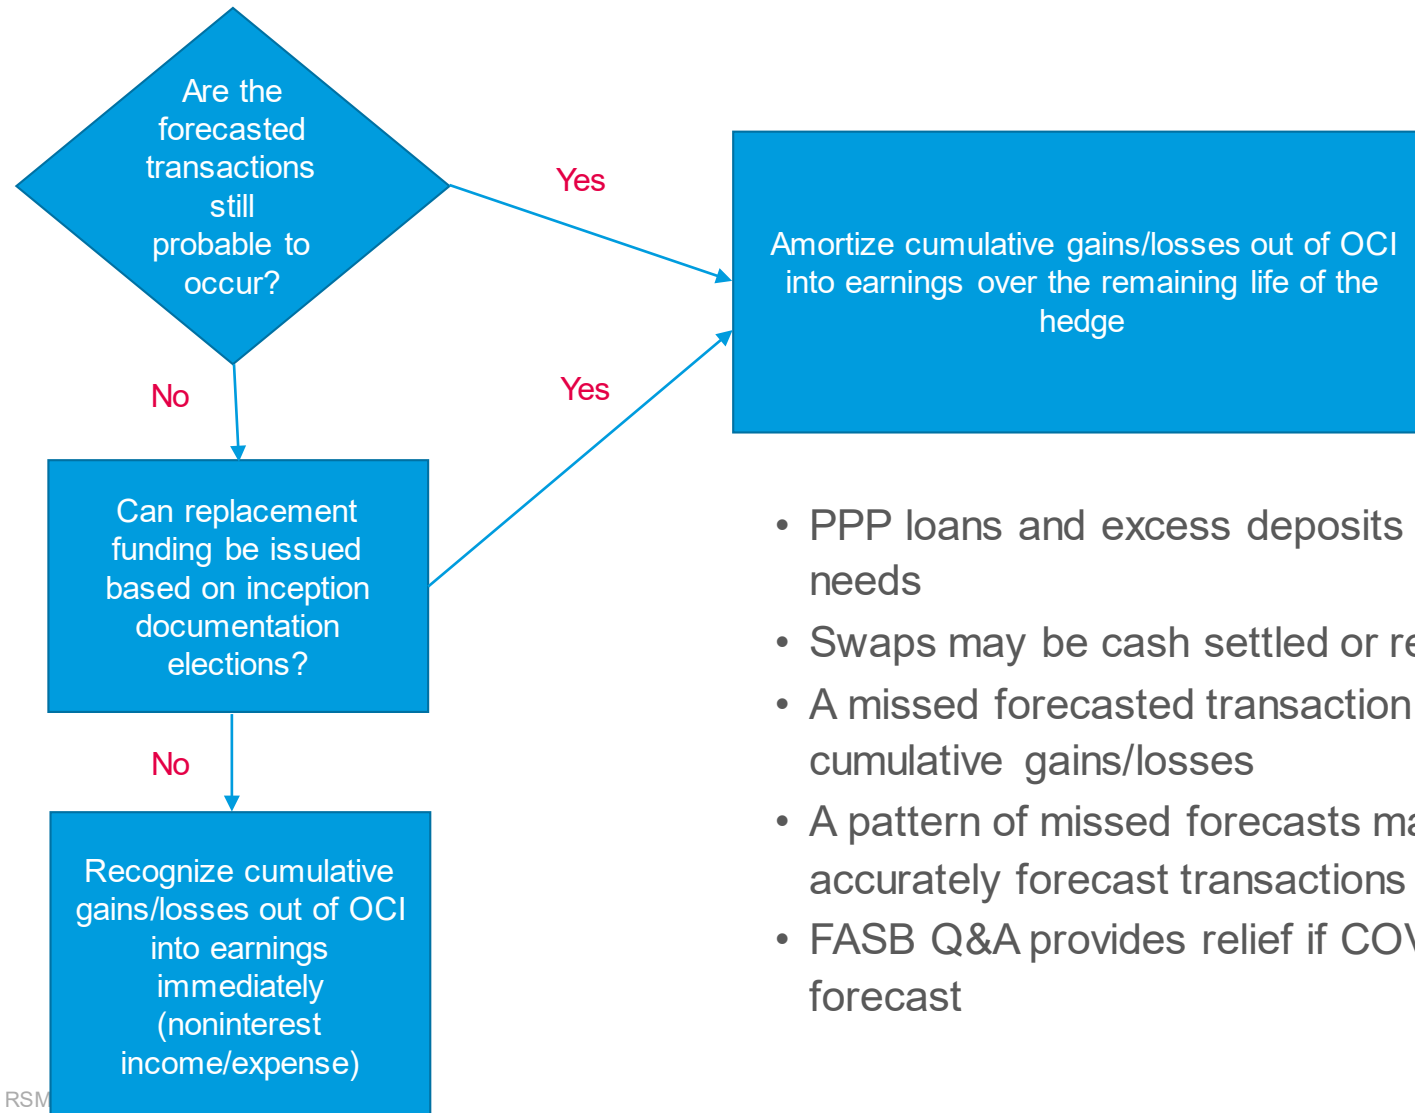 Are the
forecasted
transactions
still
probable to
occur?
Yes
Amortize cumulative gains/losses out of OCI
into earnings over the remaining life of the
hedge
No
Yes
Can replacement
funding be issued
based on inception
documentation
elections?
No
Recognize cumulative
gains/losses out of OCI
into earnings
immediately
(noninterest
income/expense)
• PPP loans and excess deposits
needs
• Swaps may be cash settled or
• A missed forecasted transaction
cumulative gains/losses
• A pattern of missed forecasts
accurately forecast transactions
• FASB Q&A provides relief if
forecast
RSM